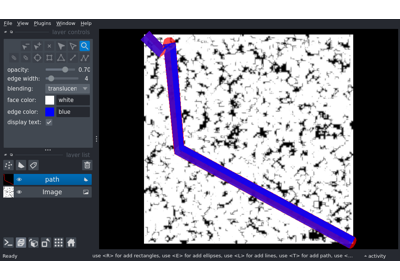 File View Plugins Window Help
layer controls
opacity: 0.70
edge width: 4
blending: translucen
face color: white
edge color: blue
display text:
layer list
path
Image
Ready
use <R> for add rectangles, use <E> for add ellipses, use <L> for add lines, use <T> for add path, use <...
activity